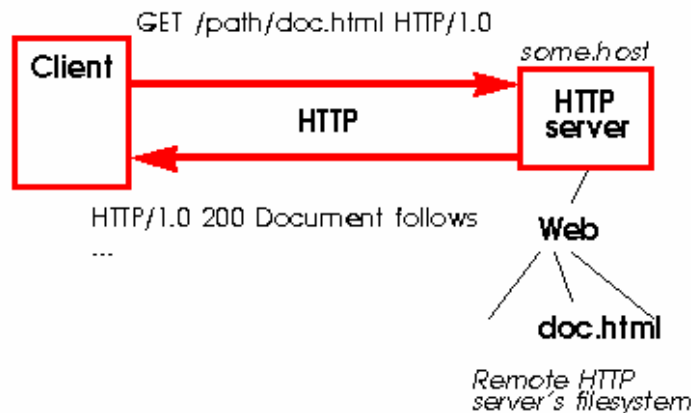 GET /path/doc.html HTTP/1.0
some.host
Client
HTTP
server
HTTP
HTTP/1.0 200 Document follows
...
Web
doc.html
Remote HTTP
server's filesystem